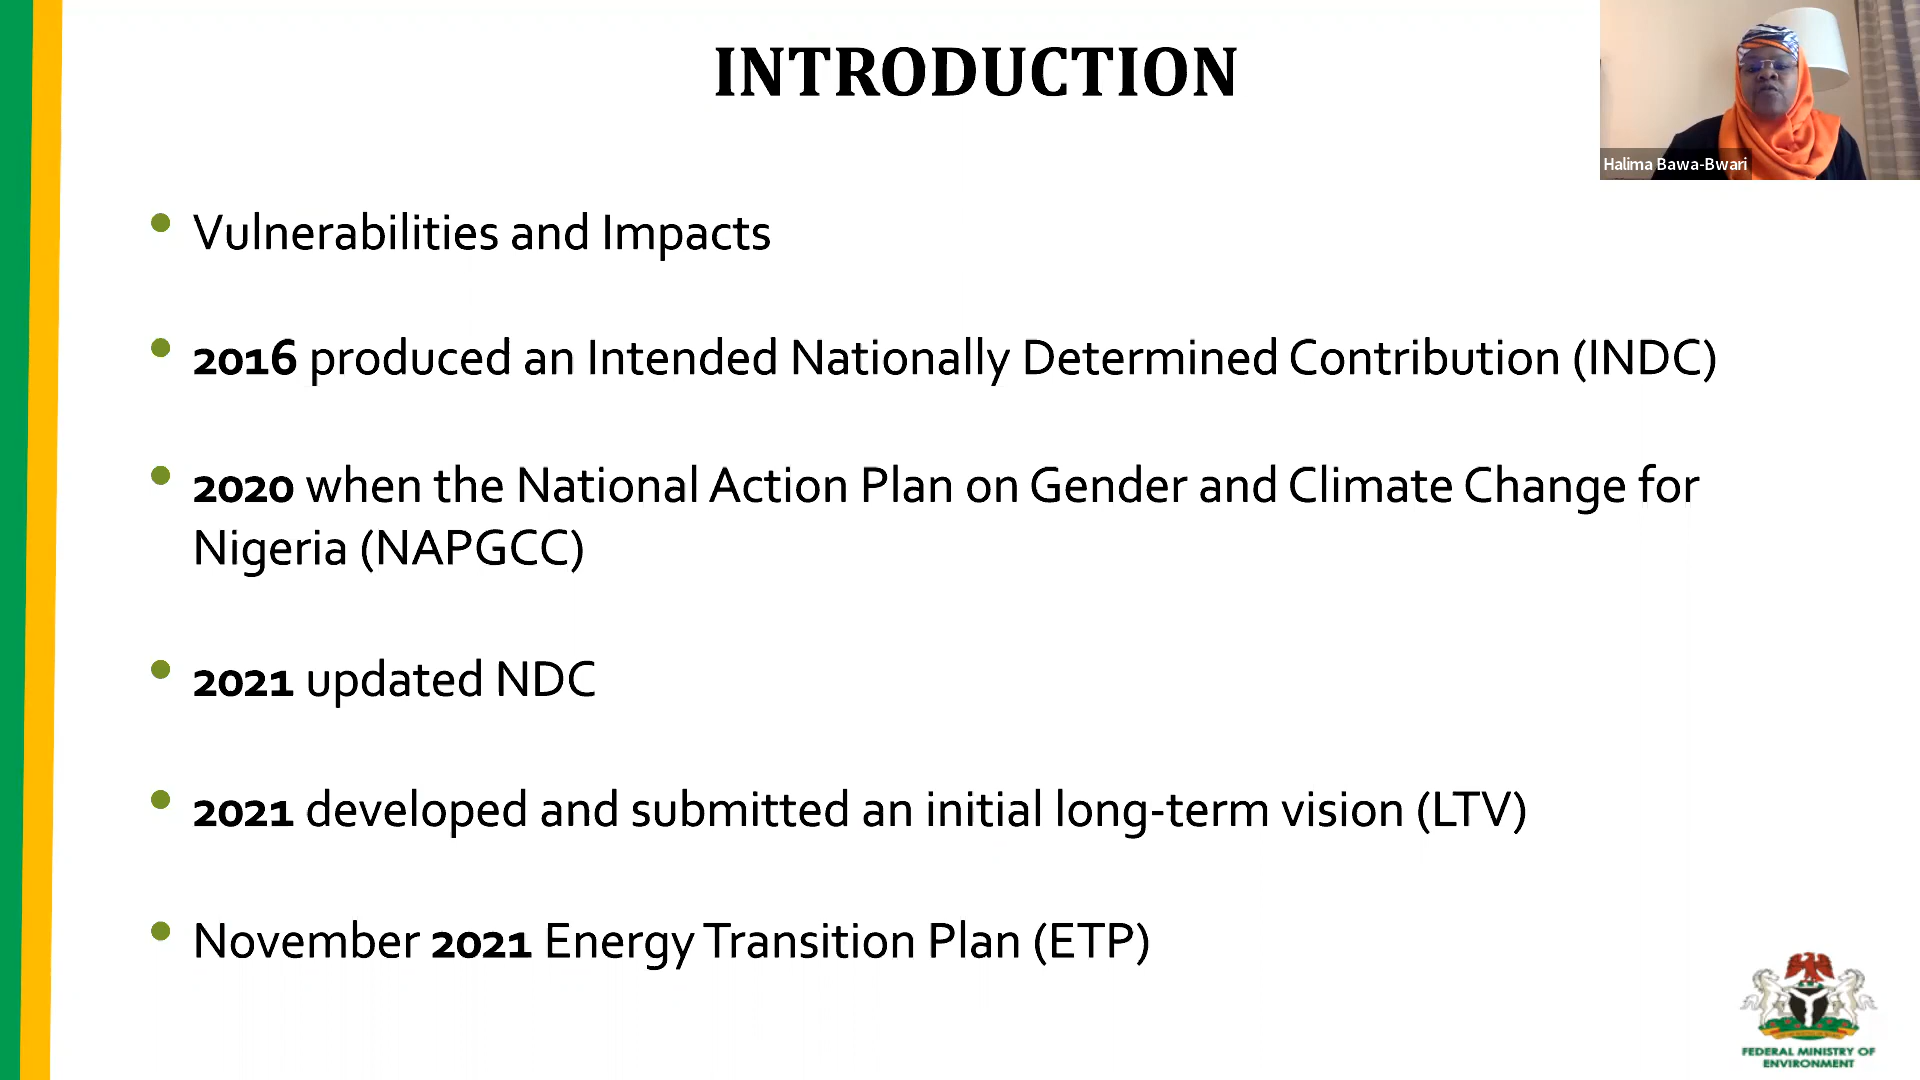 INTRODUCTION
Halima Bawa-Bwari
• Vulnerabilities and Impacts
• 2016 produced an Intended Nationally Determined Contribution (INDC)
• 2020 when the National Action Plan on Gender and Climate Change for
Nigeria (NAPGCC)
• 2021 updated NDC
• 2021 developed and submitted an initial long-term vision (LTV)
• November 2021 Energy Transition Plan (ETP)
FEDERAL MINISTRY OF
ENVIRONMENT